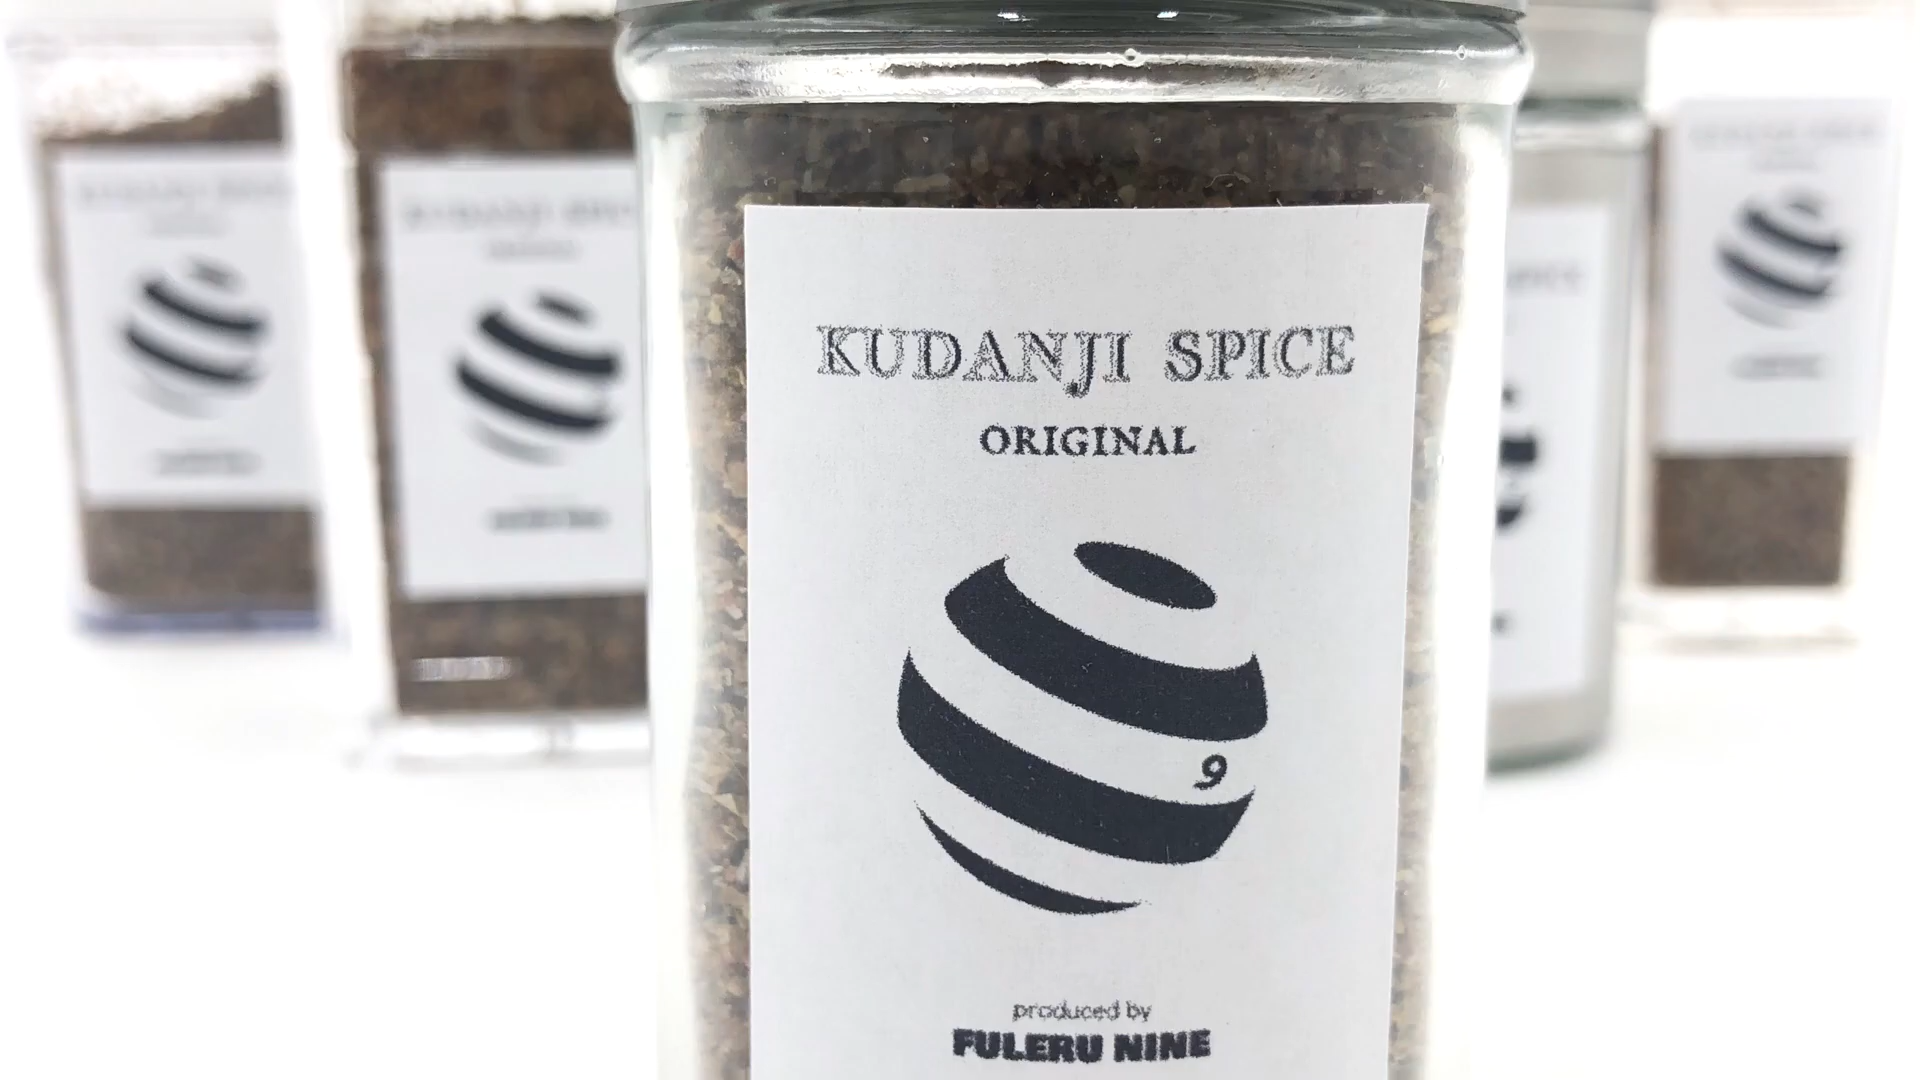 KUDANJI SPICE
ORIGINAL
9
produced by
FULERU NINE